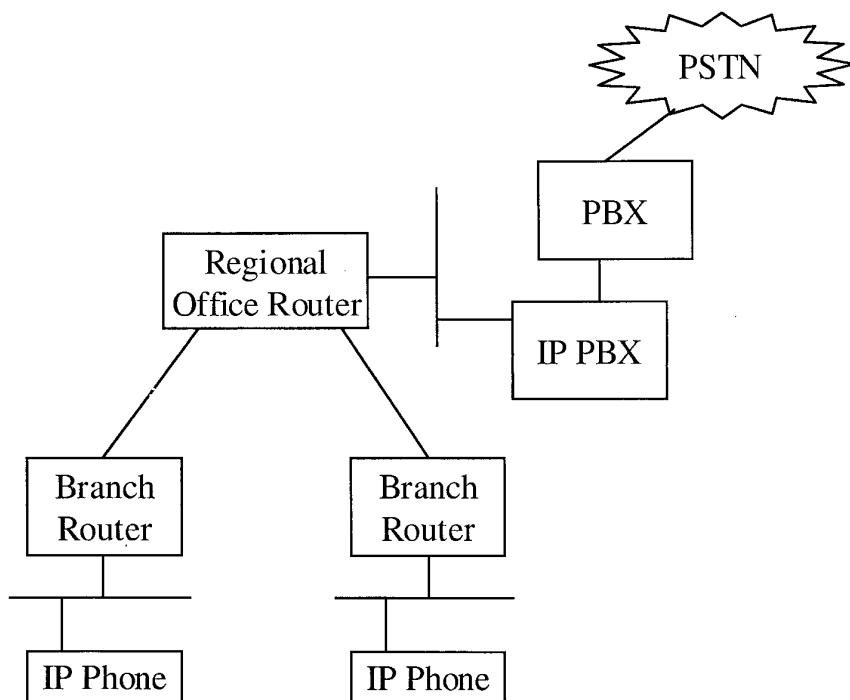 PSTN
PBX
Regional
Office Router
IP PBX
Branch
Router
Branch
Router
IP Phone
IP Phone